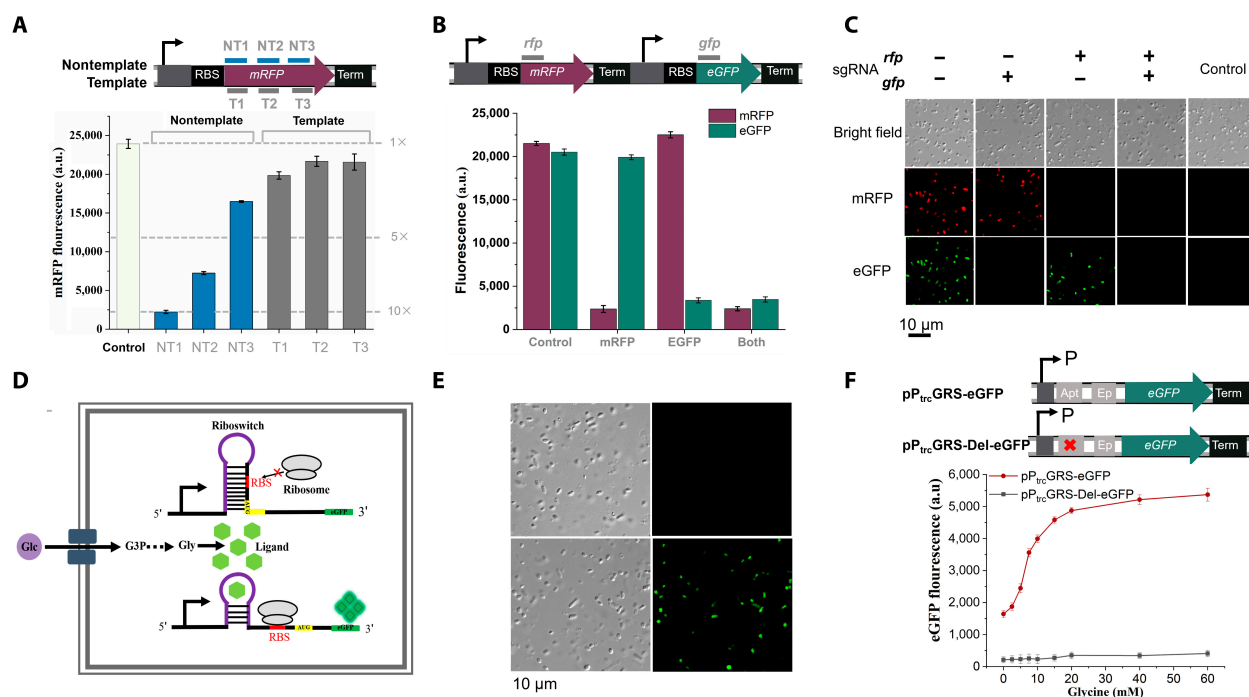 A
NT1 NT2 NT3
Nontemplate
Template
RBS mRFP Term
T1 T2 T3
Nontemplate Template
mRFP flourescence (a.u.)
25,000
20,000
15,000
10,000
5,000
0
1×
5×
10×
Control NT1 NT2 NT3 T1 T2 T3
B
rfp gfp
RBS mRFP Term RBS eGFP Term
Fluorescence (a.u.)
25,000
22,000
15,000
22,000
5,000
0
mRFP
eGFP
Control mRFP EGFP Both
C
sgRNA rfp – – + + Control
gfp – + – +
Bright field
mRFP
eGFP
10 µm
D
Riboswitch
RBS Ribosome
5' AUG eGFP 3'
Glc G3P Gly Ligand
5' RBS AUG eGFP 3'
E
10 µm
F
P
pPtrcGRS-eGFP Apt Ep eGFP Term
P
pPtrcGRS-Del-eGFP Ep eGFP Term
eGFP flourescence (a.u)
6,000
5,000
4,000
3,000
2,000
1,000
0
pPtrcGRS-eGFP
pPtrcGRS-Del-eGFP
0 10 20 30 40 50 60
Glycine (mM)